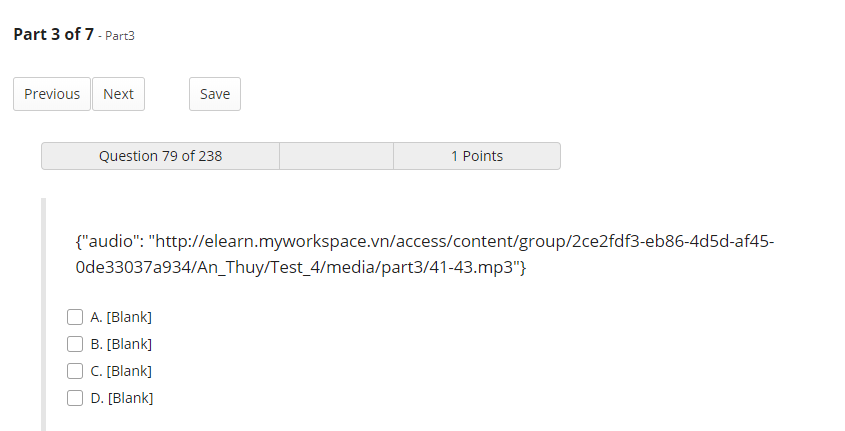 Part 3 of 7 - Part3
Previous Next Save
Question 79 of 238 1 Points
{"audio": "http://elearn.myworkspace.vn/access/content/group/2ce2fdf3-eb86-4d5d-af45-
0de33037a934/An_Thuy/Test_4/media/part3/41-43.mp3"}
A. [Blank]
B. [Blank]
C. [Blank]
D. [Blank]